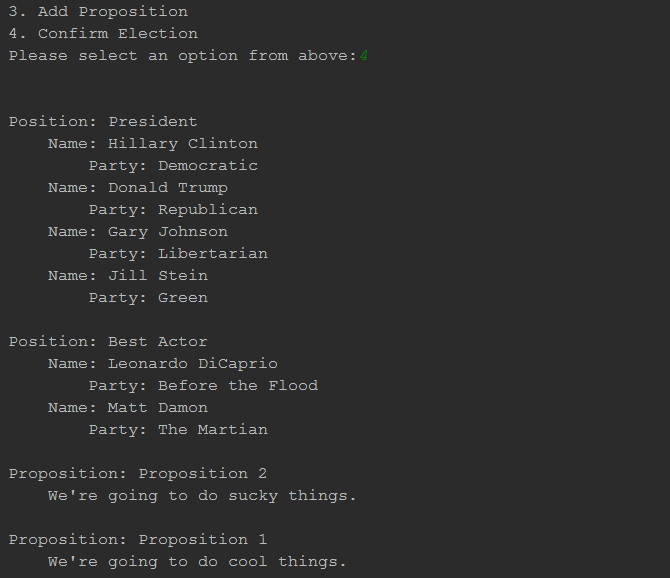 3. Add Proposition
4. Confirm Election
Please select an option from above:4
Position: President
Name: Hillary Clinton
Party: Democratic
Name: Donald Trump
Party: Republican
Name: Gary Johnson
Party: Libertarian
Name: Jill Stein
Party: Green
Position: Best Actor
Name: Leonardo DiCaprio
Party: Before the Flood
Name: Matt Damon
Party: The Martian
Proposition: Proposition 2
We're going to do sucky things.
Proposition: Proposition 1
We're going to do cool things.